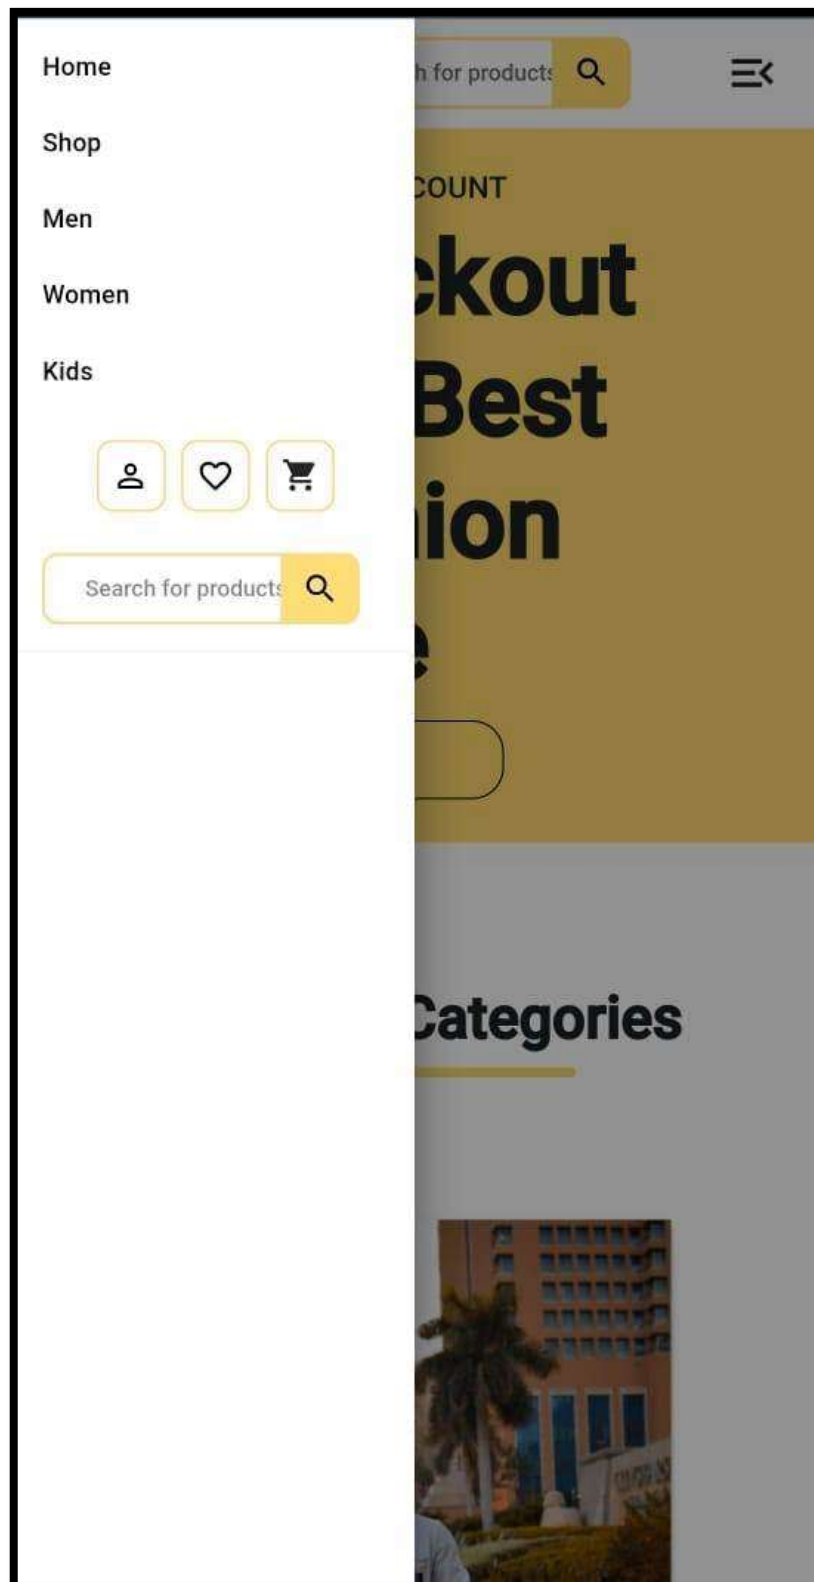 Home
Shop
Men
Women
Kids
Search for products
h for products
COUNT
ckout
Best
ion
e
Categories